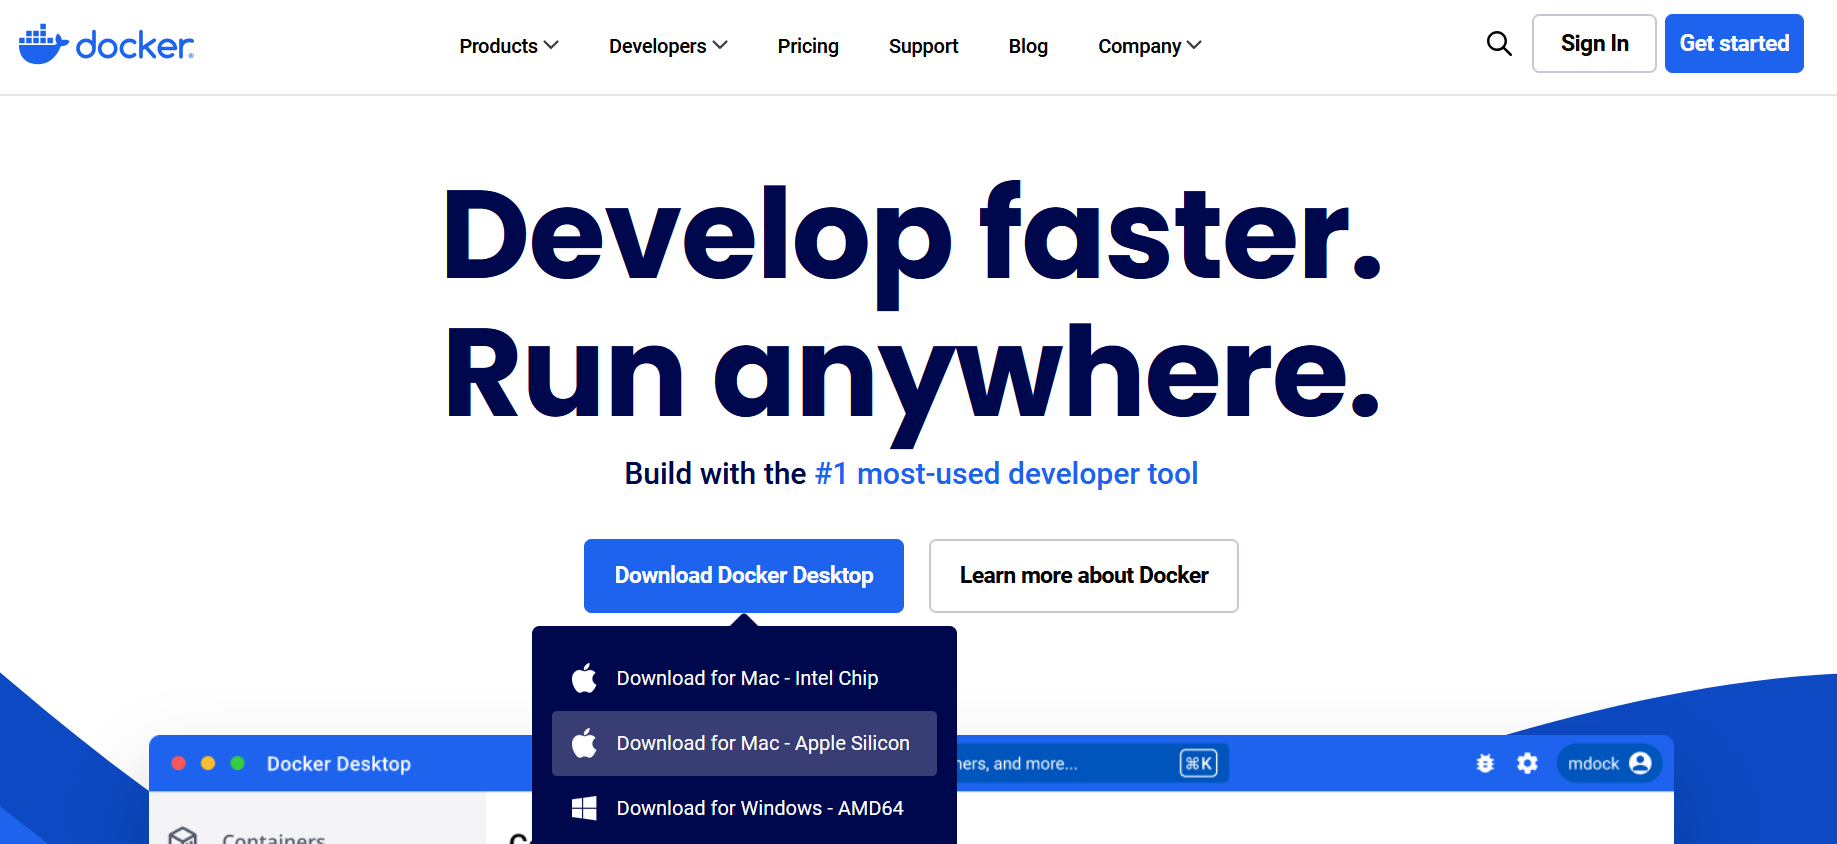 docker
Products
Developers
Pricing
Support
Blog
Company
Sign In
Get started
Develop faster.
Run anywhere.
Build with the #1 most-used developer tool
Download Docker Desktop
Learn more about Docker
Download for Mac - Intel Chip
Download for Mac - Apple Silicon
Download for Windows - AMD64
Docker Desktop
and more...
⌘K
mdock
Containers